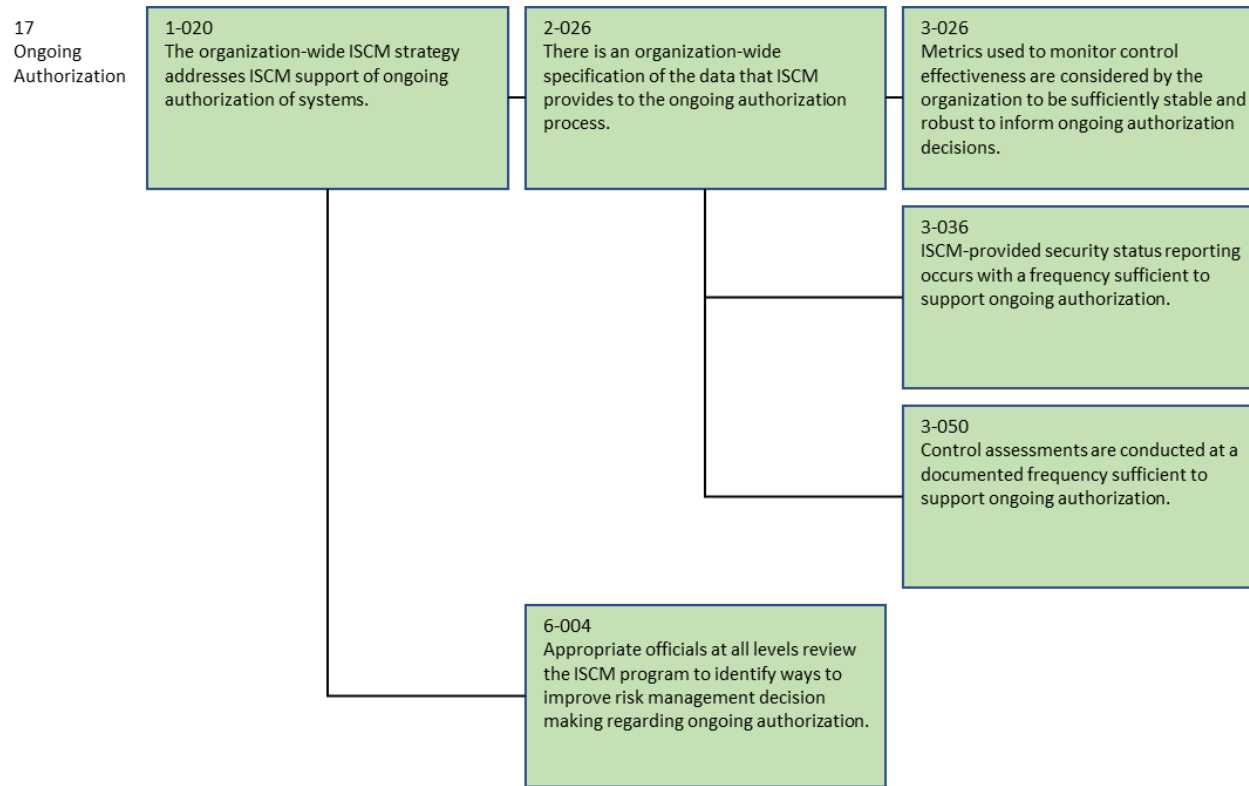 17
Ongoing
Authorization
1-020
The organization-wide ISCM strategy
addresses ISCM support of ongoing
authorization of systems.
2-026
There is an organization-wide
specification of the data that ISCM
provides to the ongoing authorization
process.
3-026
Metrics used to monitor control
effectiveness are considered by the
organization to be sufficiently stable and
robust to inform ongoing authorization
decisions.
3-036
ISCM-provided security status reporting
occurs with a frequency sufficient to
support ongoing authorization.
3-050
Control assessments are conducted at a
documented frequency sufficient to
support ongoing authorization.
6-004
Appropriate officials at all levels review
the ISCM program to identify ways to
improve risk management decision
making regarding ongoing authorization.